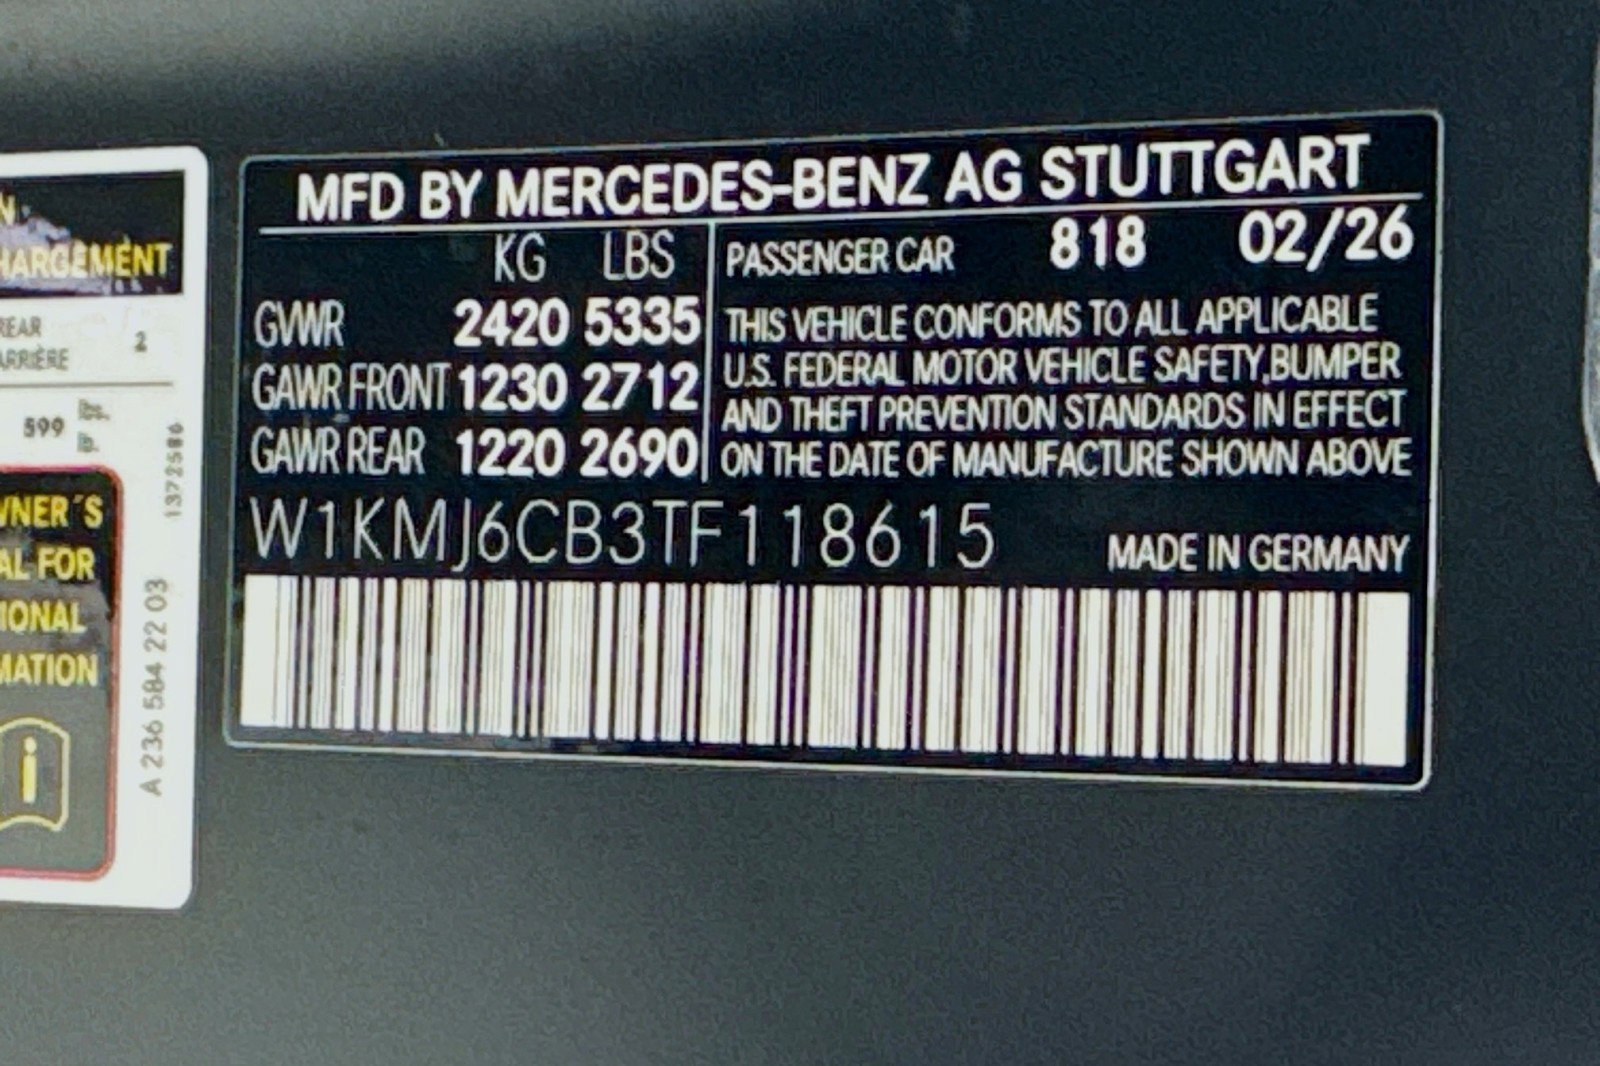 N
HARGEMENT
REAR
ARRIÈRE
2
599
1372586
WNER´S
AL FOR
IONAL
MATION
i
A 236 584 22 03
MFD BY MERCEDES-BENZ AG STUTTGART
KG LBS
GVWR 2420 5335
GAWR FRONT 1230 2712
GAWR REAR 1220 2690
PASSENGER CAR 818 02/26
THIS VEHICLE CONFORMS TO ALL APPLICABLE
U.S. FEDERAL MOTOR VEHICLE SAFETY,BUMPER
AND THEFT PREVENTION STANDARDS IN EFFECT
ON THE DATE OF MANUFACTURE SHOWN ABOVE
W1KMJ6CB3TF118615
MADE IN GERMANY